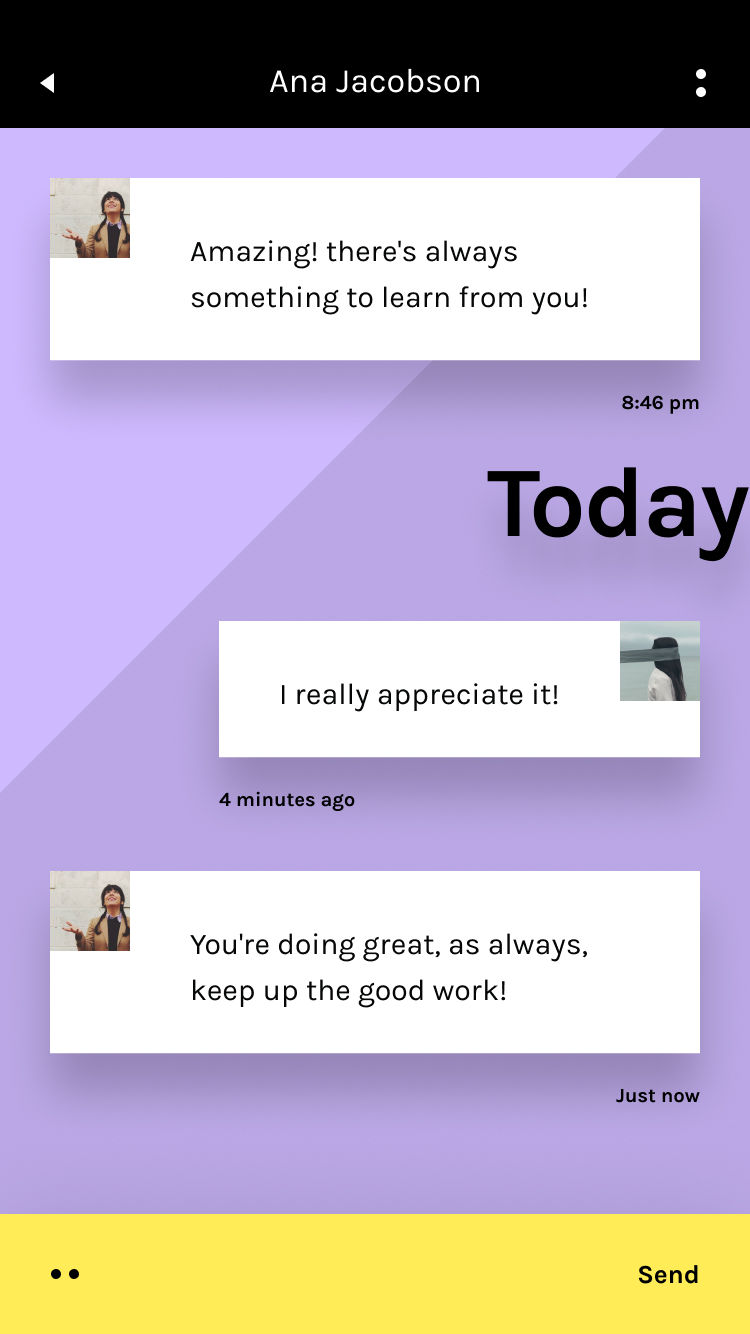 Ana Jacobson
Amazing! there's always
something to learn from you!
8:46 pm
Today
I really appreciate it!
4 minutes ago
You're doing great, as always,
keep up the good work!
Just now
Send